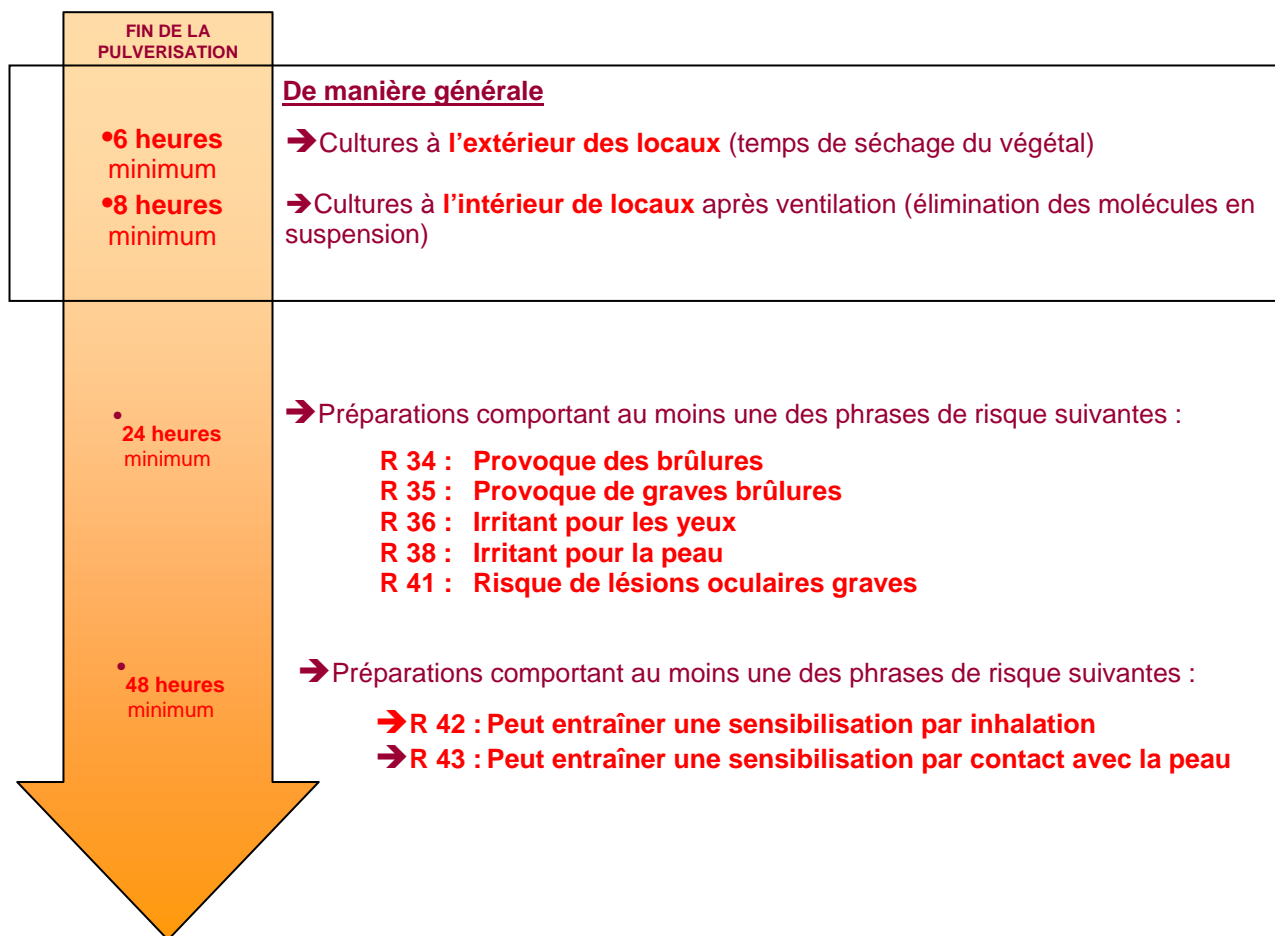 FIN DE LA
PULVERISATION
De manière générale
•6 heures
minimum
➔Cultures à l'extérieur des locaux (temps de séchage du végétal)
•8 heures
minimum
➔Cultures à l'intérieur de locaux après ventilation (élimination des molécules en
suspension)
•
24 heures
minimum
➔Préparations comportant au moins une des phrases de risque suivantes :
R 34 : Provoque des brûlures
R 35 : Provoque de graves brûlures
R 36 : Irritant pour les yeux
R 38 : Irritant pour la peau
R 41 : Risque de lésions oculaires graves
•
48 heures
minimum
➔Préparations comportant au moins une des phrases de risque suivantes :
➔R 42 : Peut entraîner une sensibilisation par inhalation
➔R 43 : Peut entraîner une sensibilisation par contact avec la peau